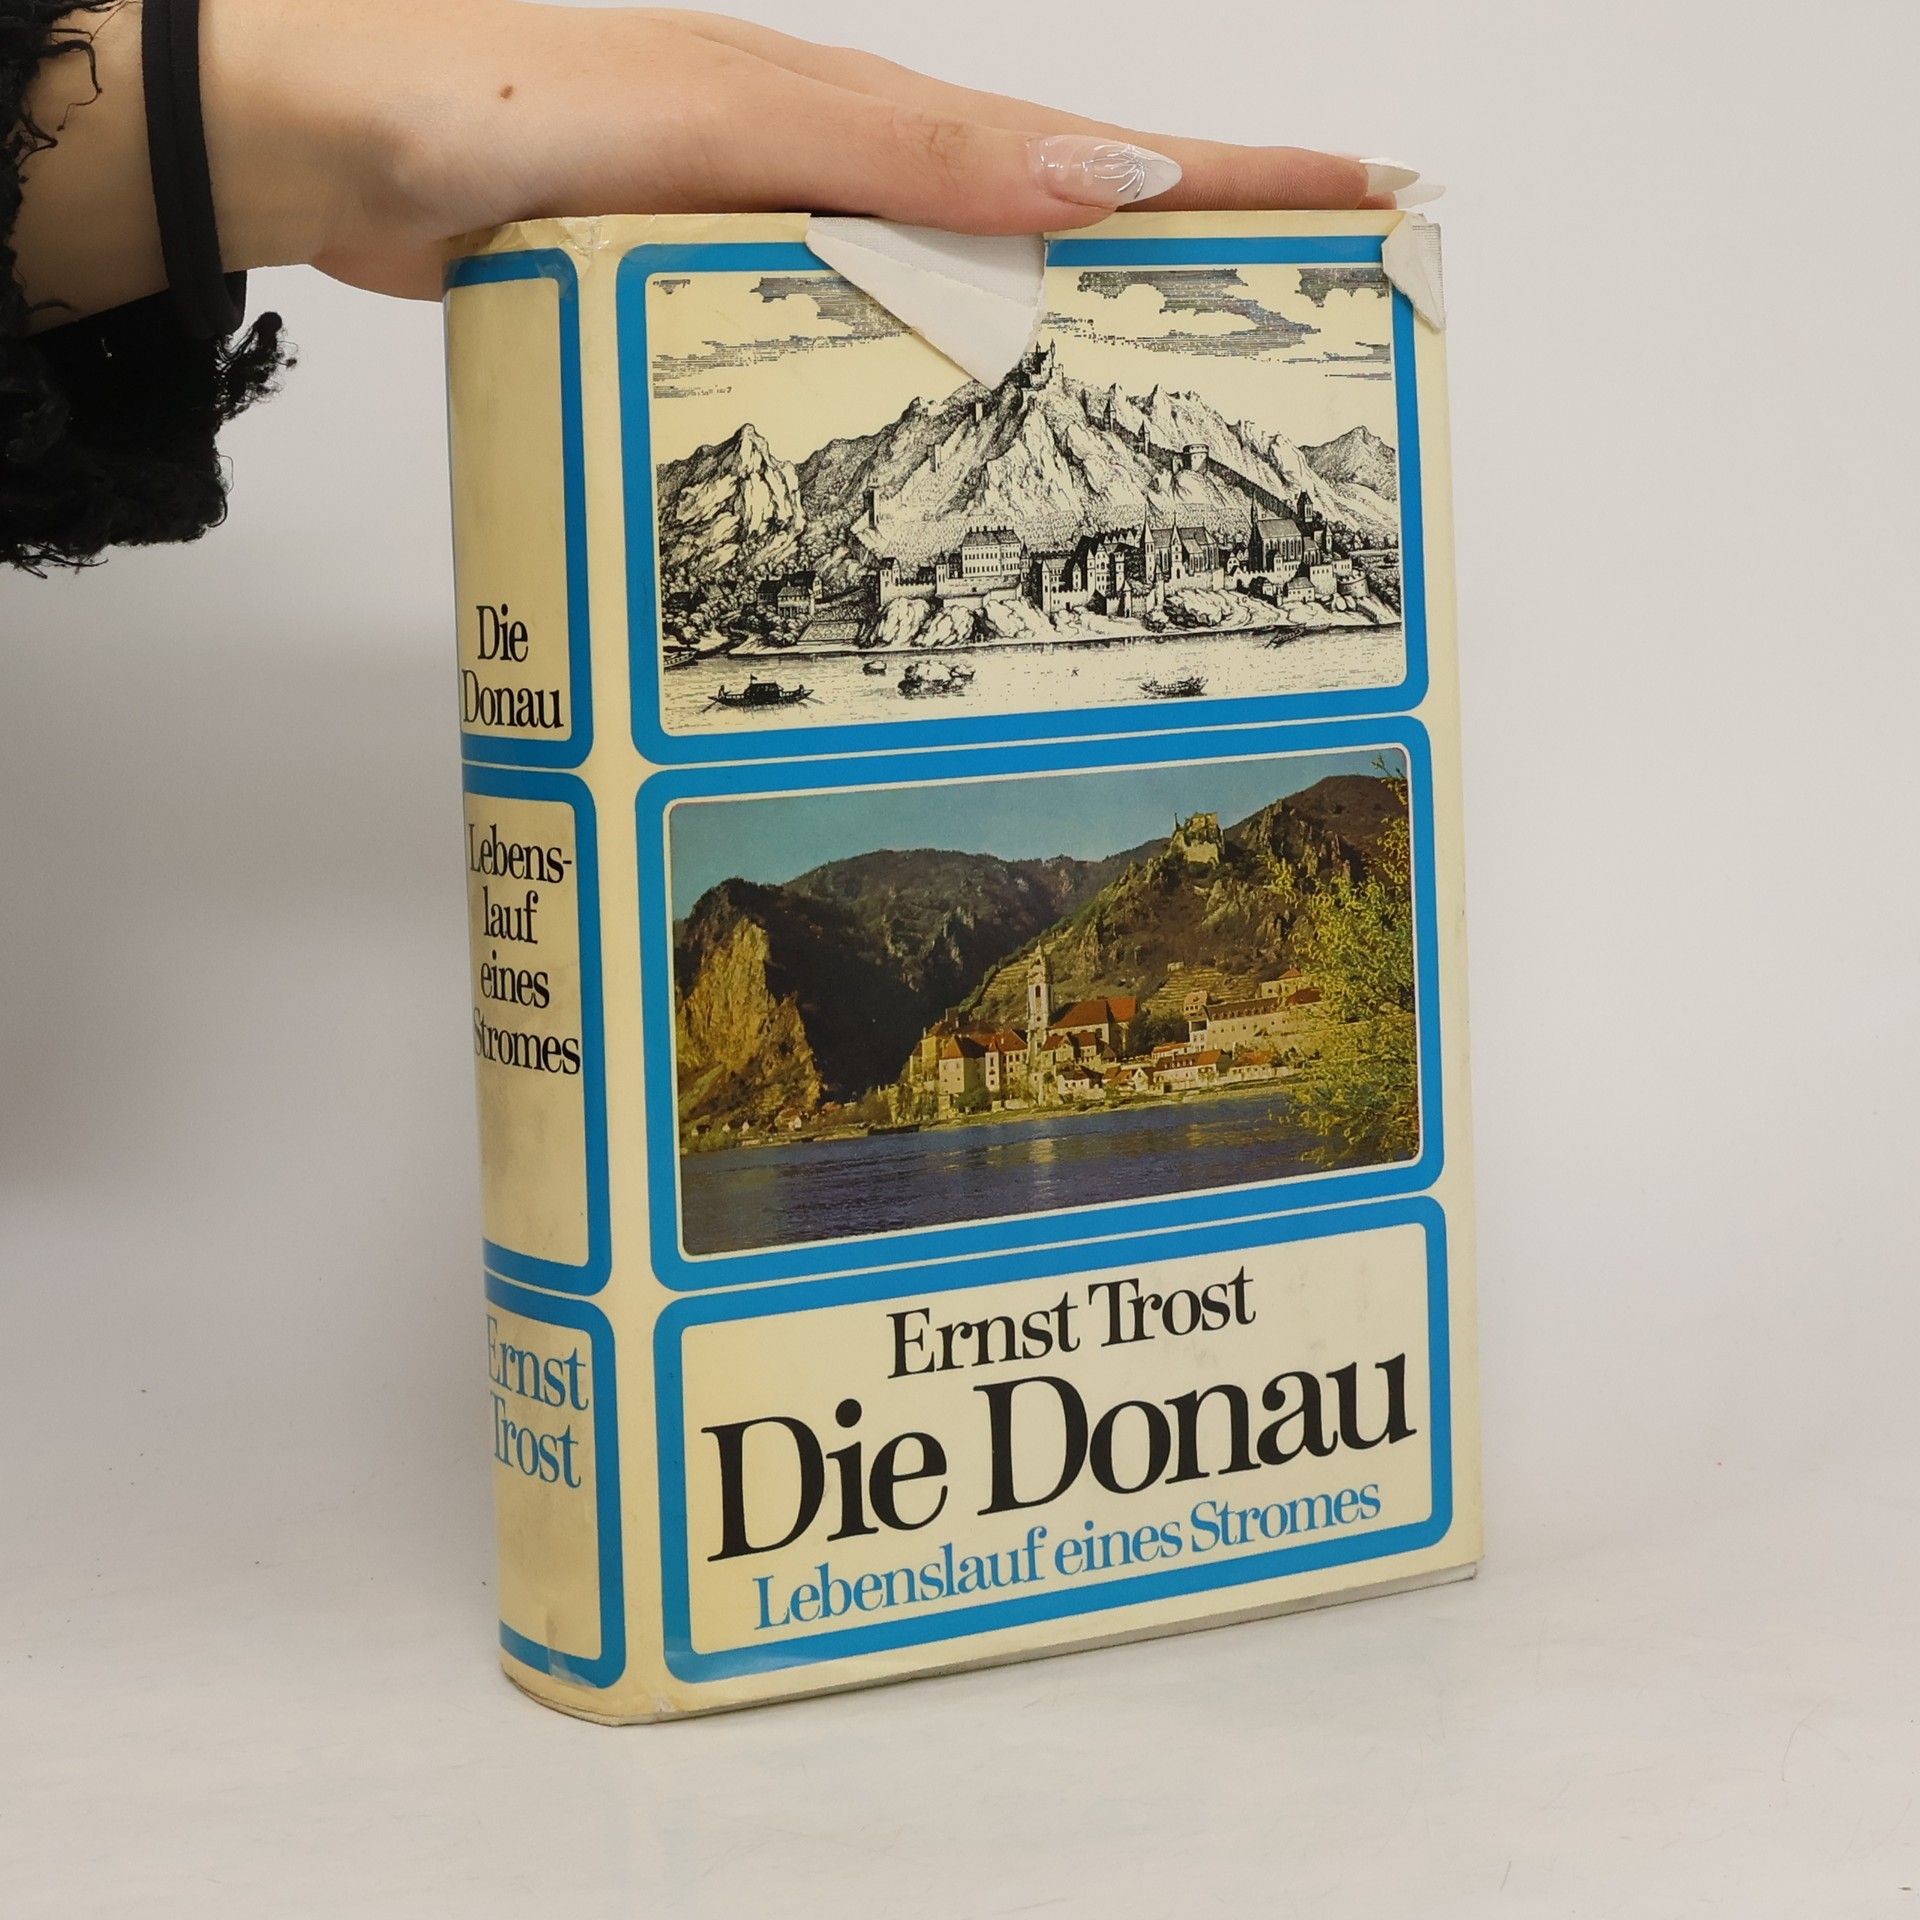 Die
Donau
Lebens-
lauf
eines
Stromes
Ernst
Trost
Ernst Trost
Die Donau
Lebenslauf eines Stromes